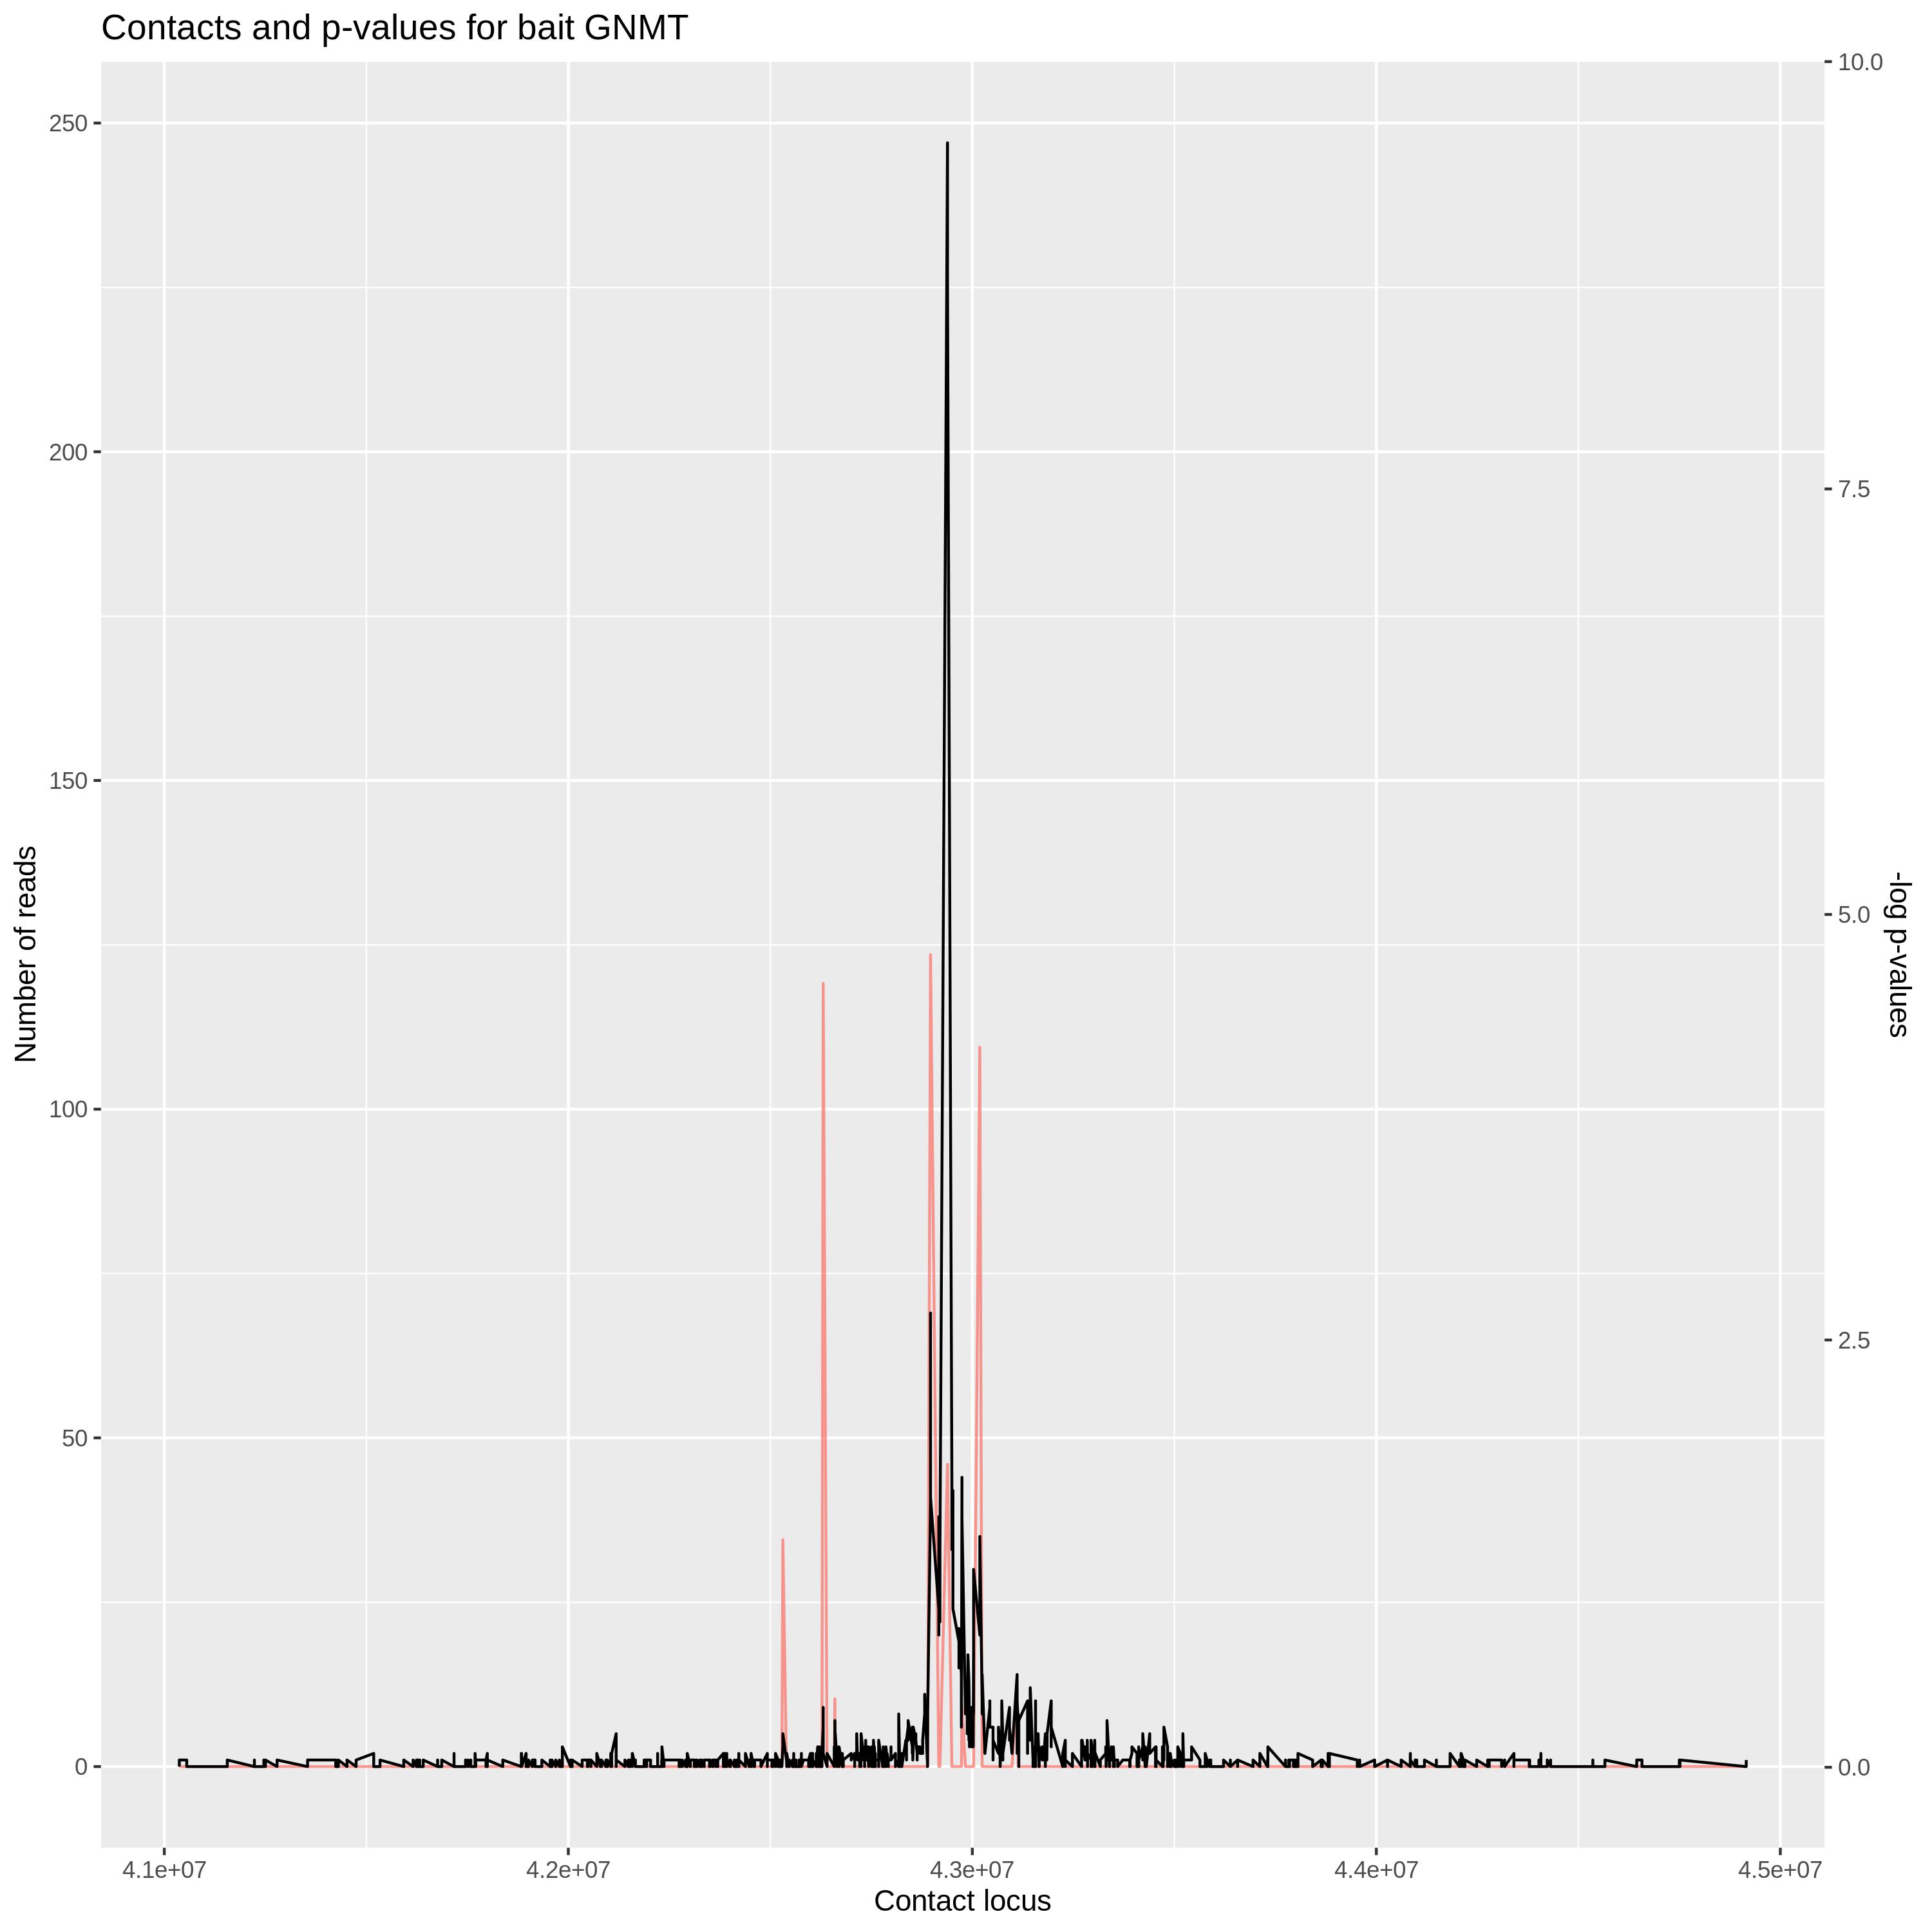 Contacts and p-values for bait GNMT
10.0
250
200
7.5
150
5.0
Number of reads
-log p-values
100
2.5
50
0
0.0
4.1e+07 4.2e+07 4.3e+07 4.4e+07 4.5e+07
Contact locus